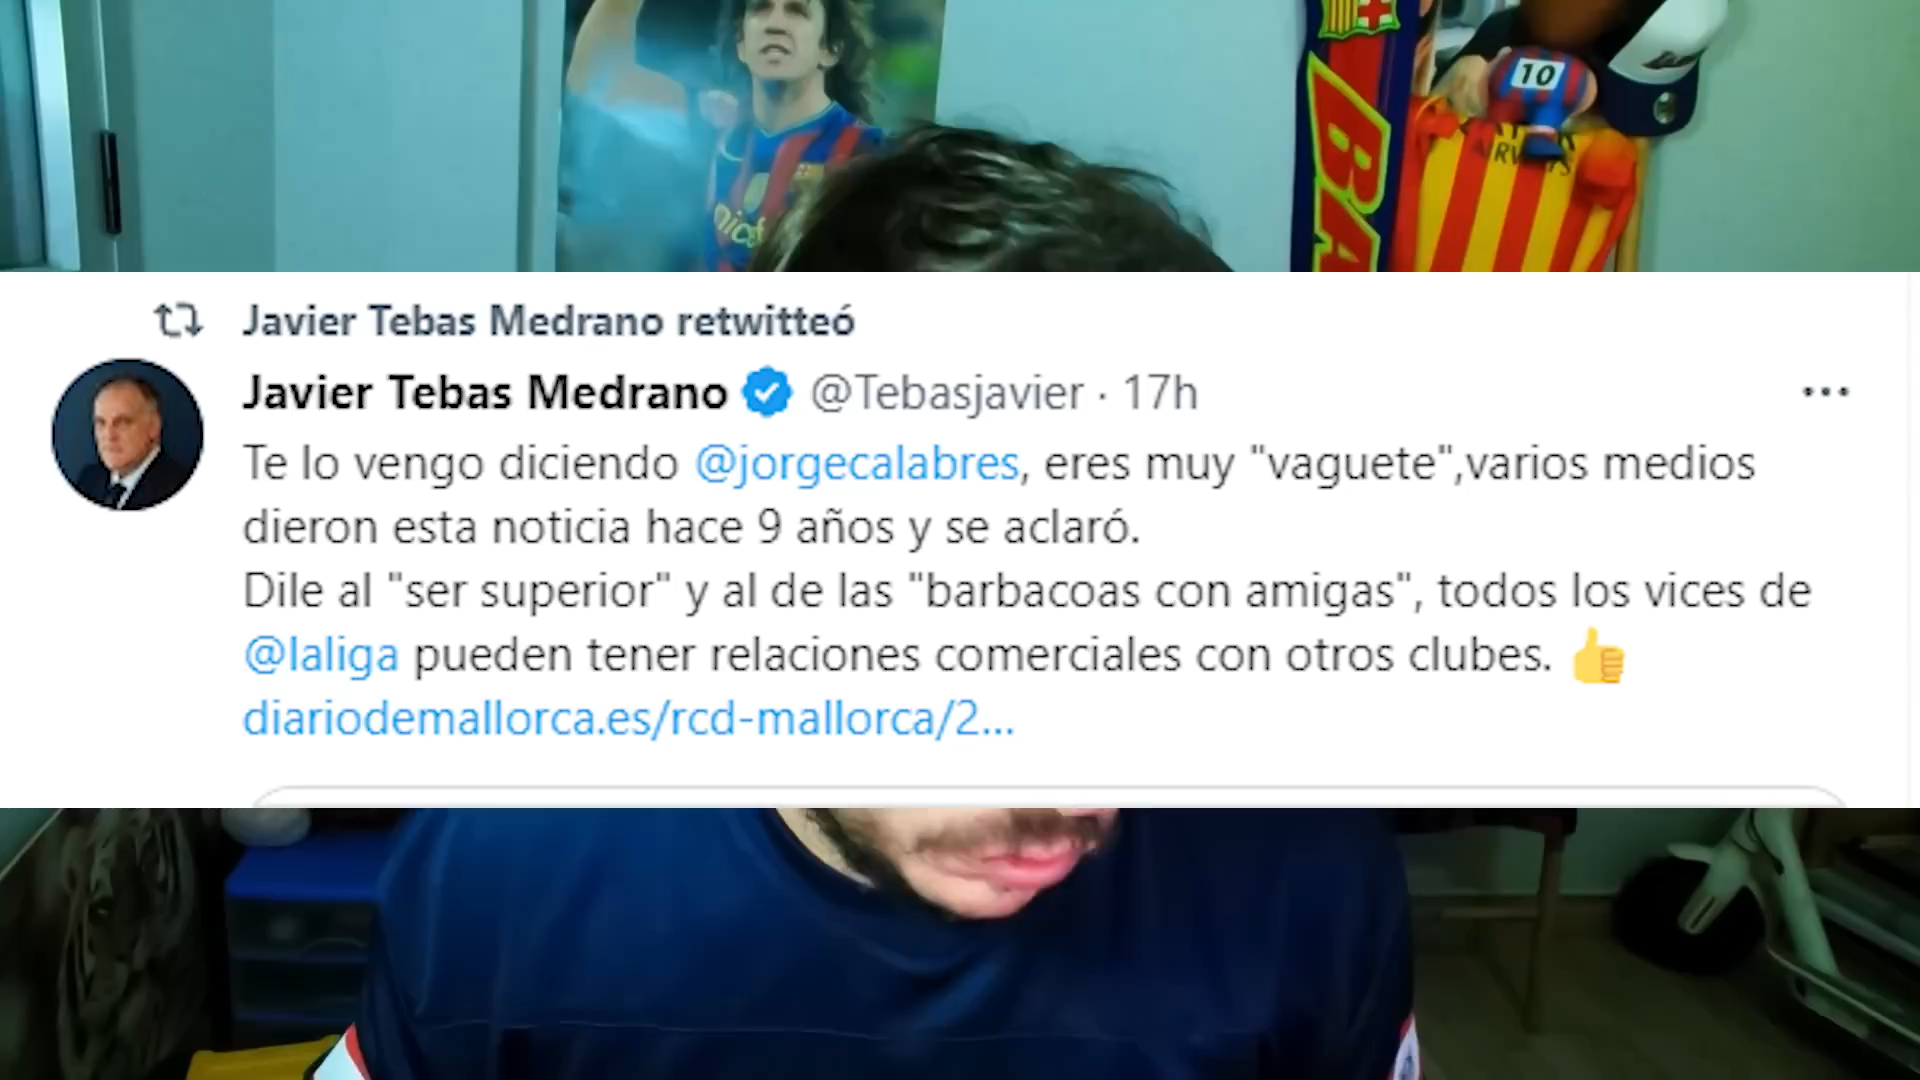 10
BA
unicef
Javier Tebas Medrano retwitteó
Javier Tebas Medrano @Tebasjavier · 17h
Te lo vengo diciendo @jorgecalabres, eres muy "vaguete",varios medios
dieron esta noticia hace 9 años y se aclaró.
Dile al "ser superior" y al de las "barbacoas con amigas", todos los vices de
@laliga pueden tener relaciones comerciales con otros clubes. 👍
diariodemallorca.es/rcd-mallorca/2...